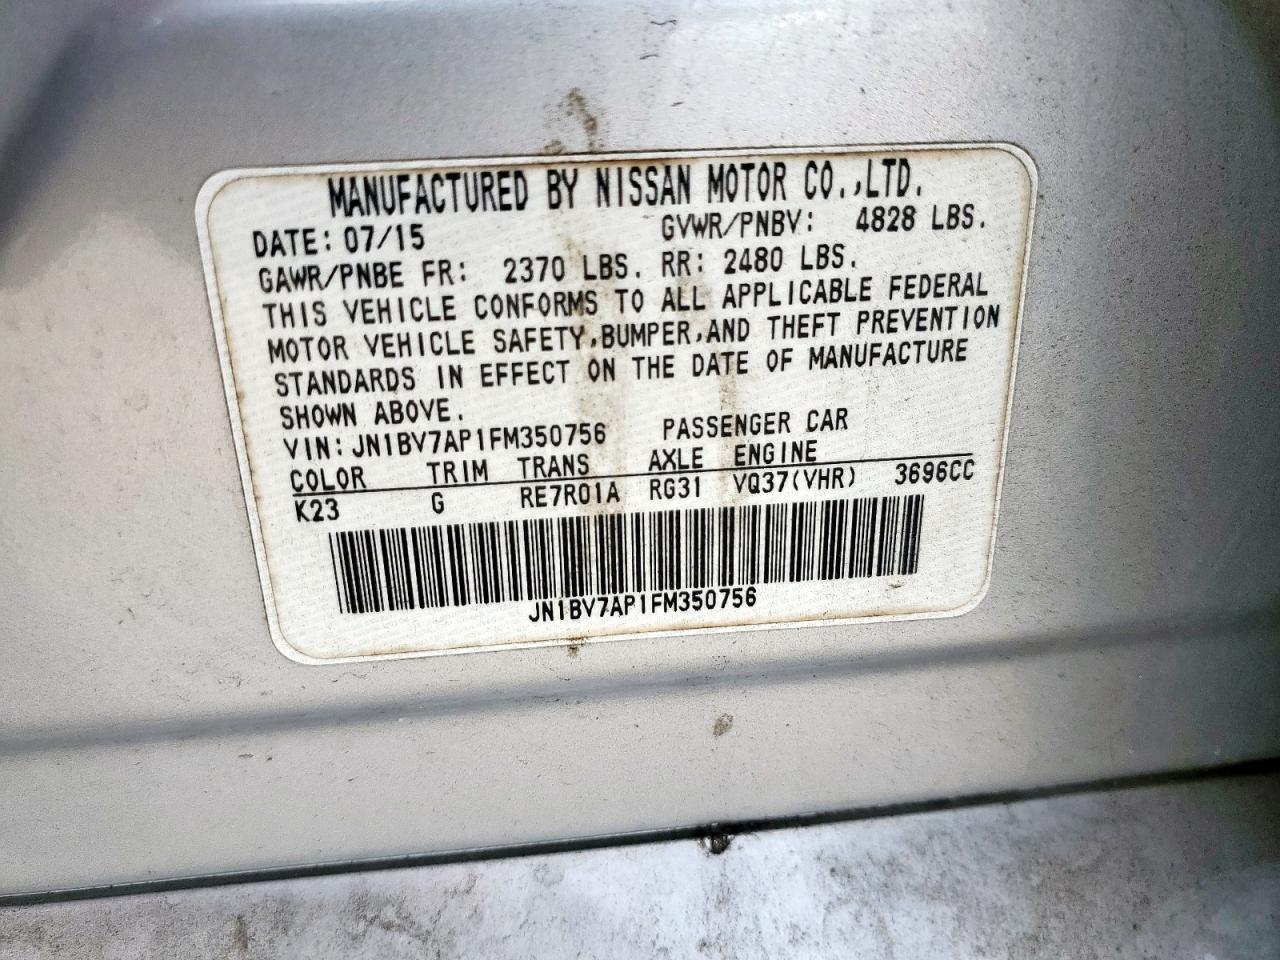 MANUFACTURED BY NISSAN MOTOR CO.,LTD.
DATE: 07/15 GVWR/PNBV: 4828 LBS.
GAWR/PNBE FR: 2370 LBS. RR: 2480 LBS.
THIS VEHICLE CONFORMS TO ALL APPLICABLE FEDERAL
MOTOR VEHICLE SAFETY,BUMPER,AND THEFT PREVENTION
STANDARDS IN EFFECT ON THE DATE OF MANUFACTURE
SHOWN ABOVE.
VIN:JN1BV7AP1FM350756 PASSENGER CAR
COLOR TRIM TRANS AXLE ENGINE
K23 G RE7R01A RG31 VQ37(VHR) 3696CC
JN1BV7AP1FM350756